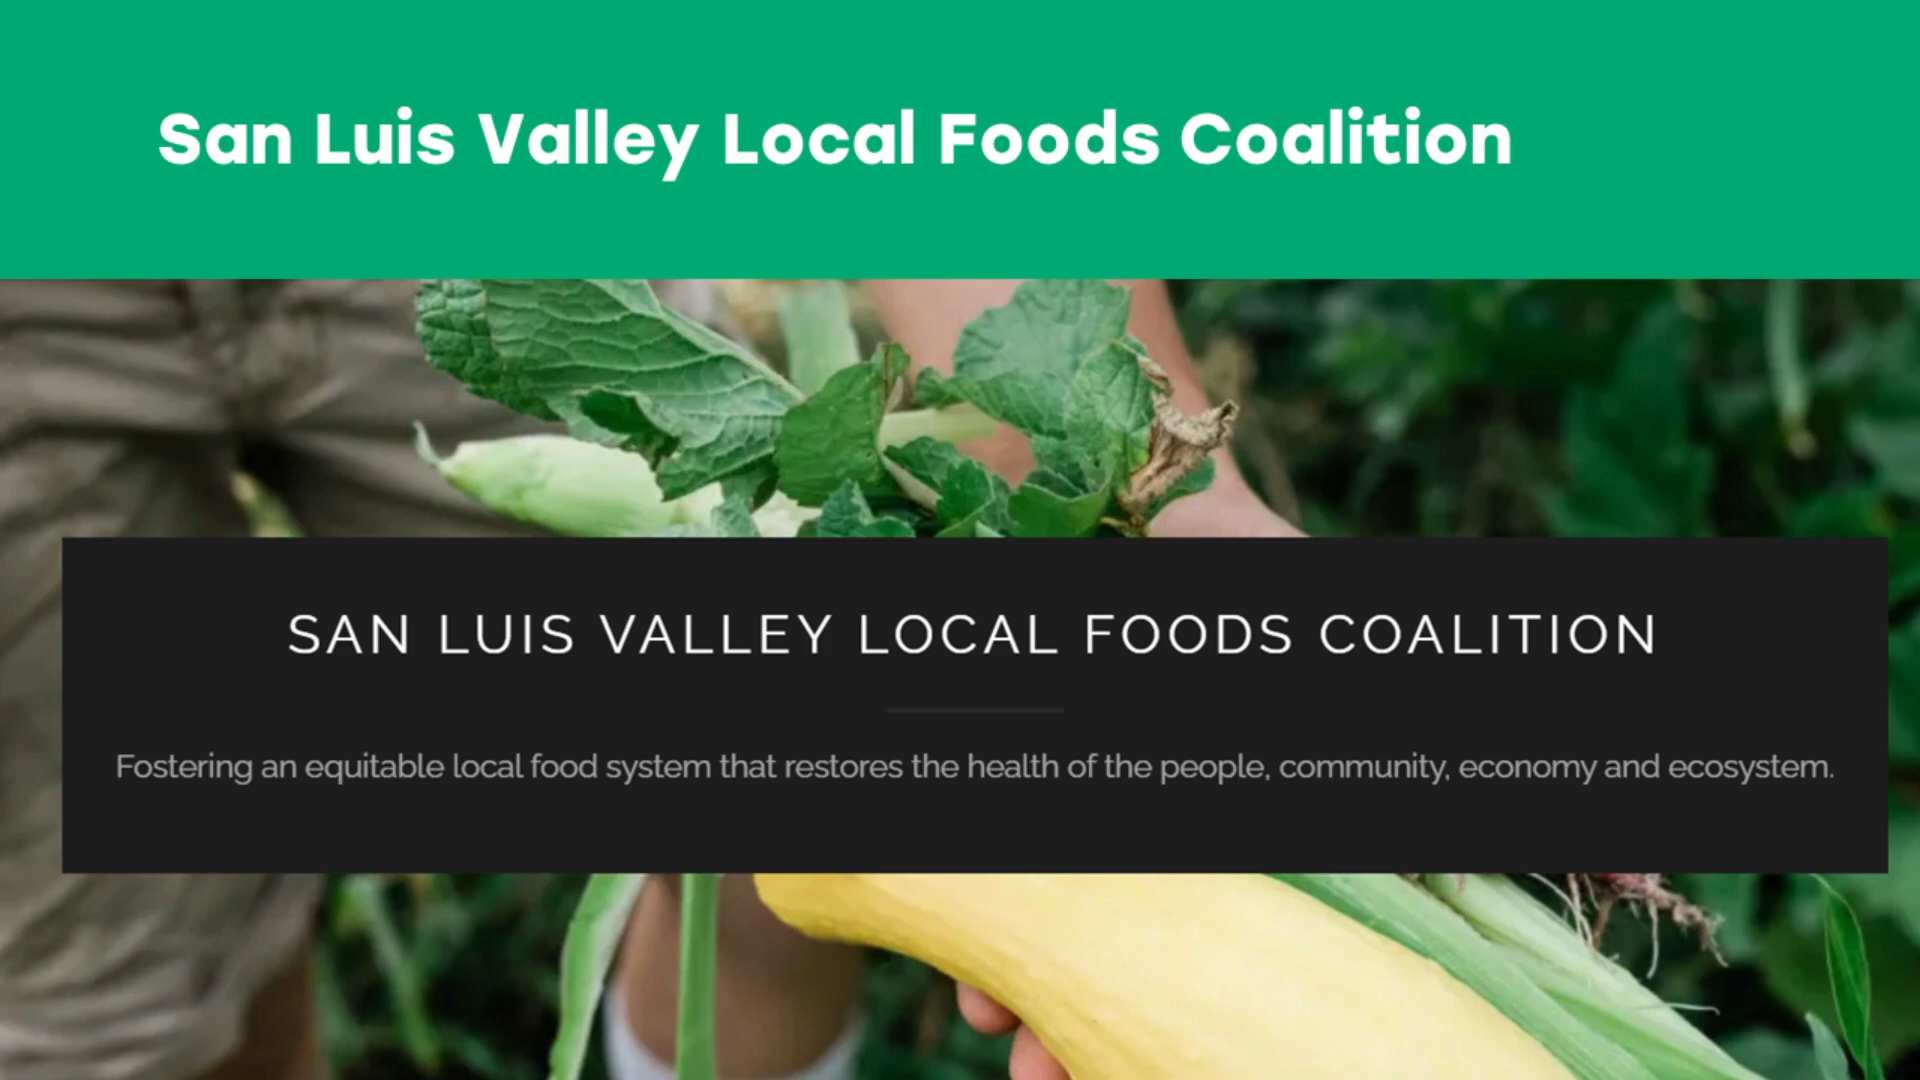 San Luis Valley Local Foods Coalition
SAN LUIS VALLEY LOCAL FOODS COALITION
Fostering an equitable local food system that restores the health of the people, community, economy and ecosystem.